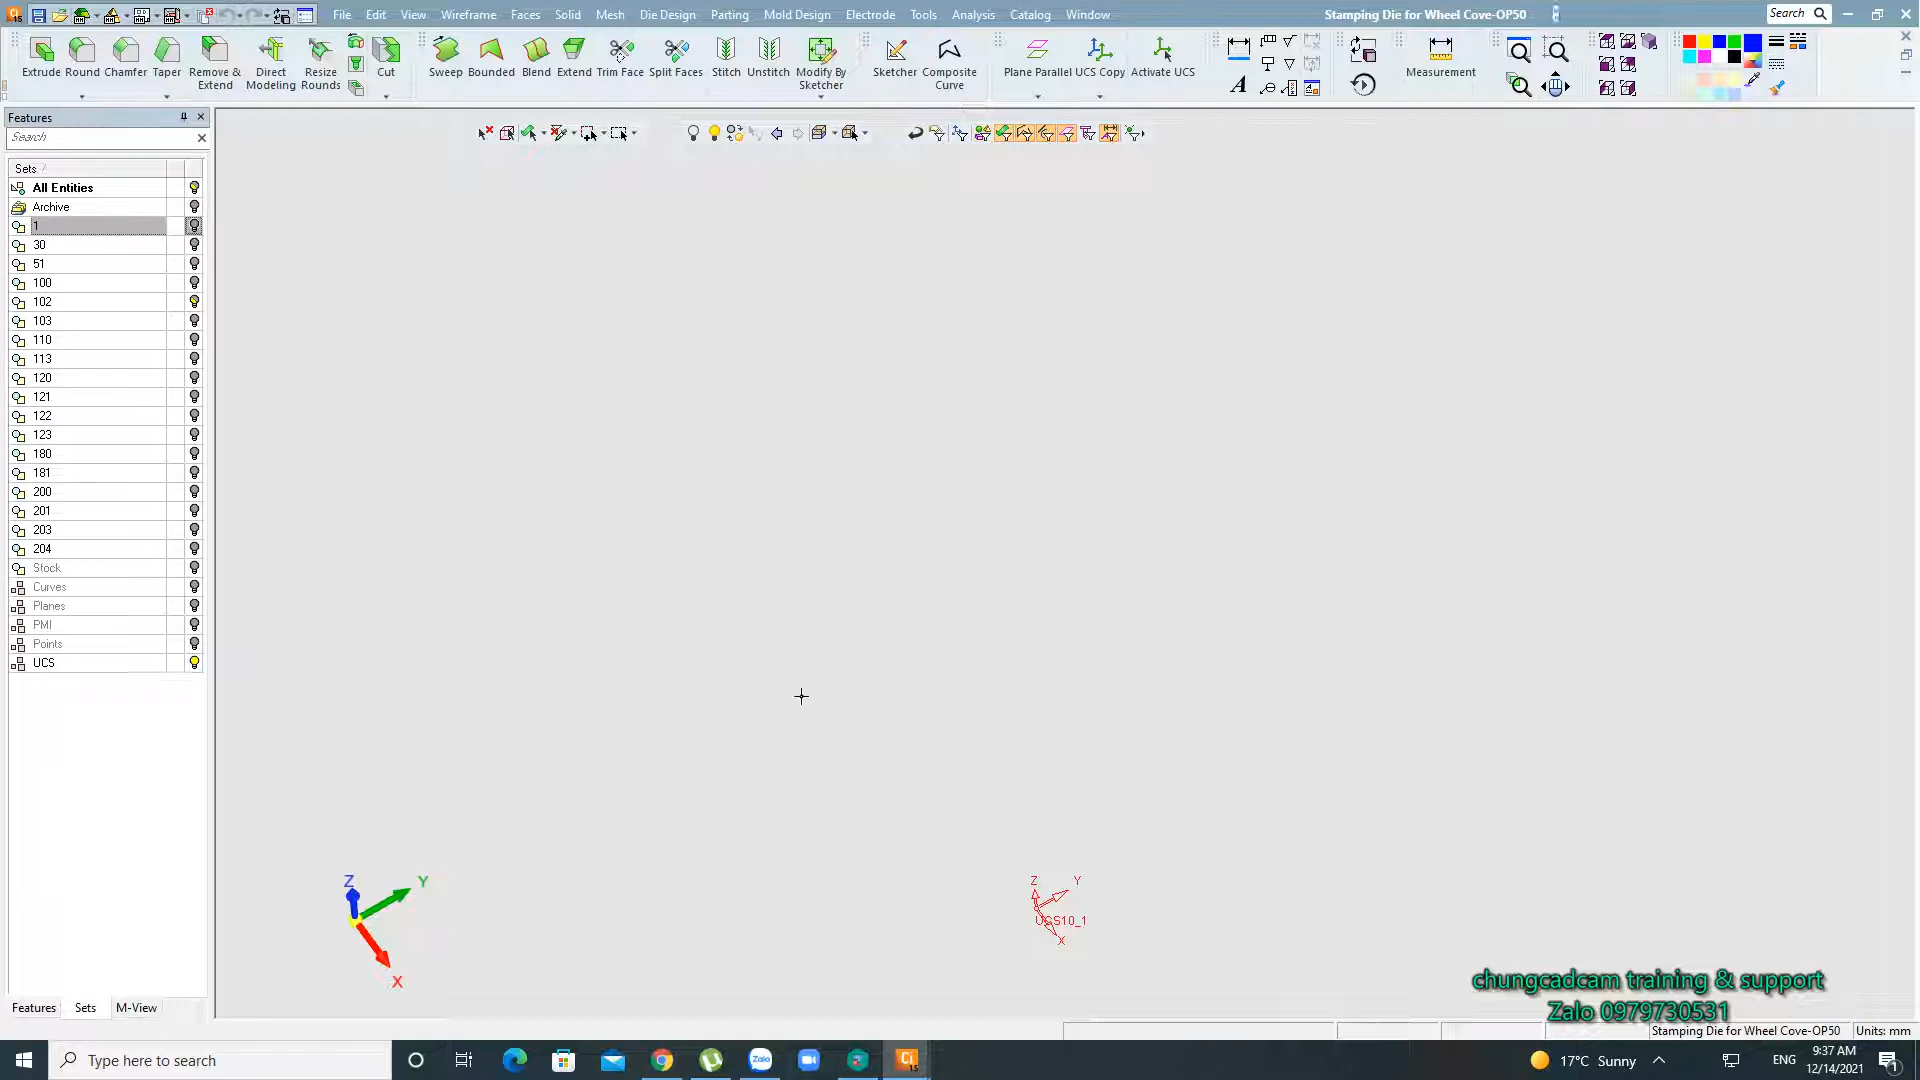 File Edit View Wireframe Faces Solid Mesh Die Design Parting Mold Design Electrode Tools Analysis Catalog Window
Stamping Die for Wheel Cove-OP50
Search
Extrude Round Chamfer Taper Remove & Extend Direct Modeling Resize Rounds Cut
Sweep Bounded Blend Extend Trim Face Split Faces Stitch Unstitch Modify By Sketcher
Sketcher Composite Curve
Plane Parallel UCS Copy Activate UCS
A
Measurement
Features
Search
Sets
All Entities
Archive
1
30
51
100
102
103
110
113
120
121
122
123
180
181
200
201
203
204
Stock
Curves
Planes
PMI
Points
UCS
Z
Y
X
Z
Y
UCS10_1
X
chungcadcam training & support
Zalo 0979730531
Features Sets M-View
Stamping Die for Wheel Cove-OP50 Units: mm
Type here to search
Zalo
Ci
15
17°C Sunny
ENG
9:37 AM
12/14/2021
1